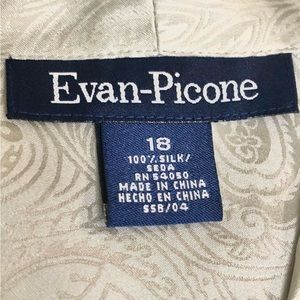 Evan-Picone
18
100% SILK/
SEDA
RN 54050
MADE IN CHINA
HECHO EN CHINA
SSB/04